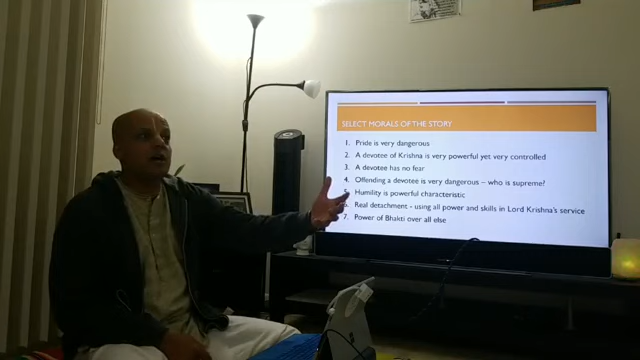 SELECT MORALS OF THE STORY
1. Pride is very dangerous
2. A devotee of Krishna is very powerful yet very controlled
3. A devotee has no fear
4. Offending a devotee is very dangerous – who is supreme?
5. Humility is powerful characteristic
6. Real detachment - using all power and skills in Lord Krishna's service
7. Power of Bhakti over all else